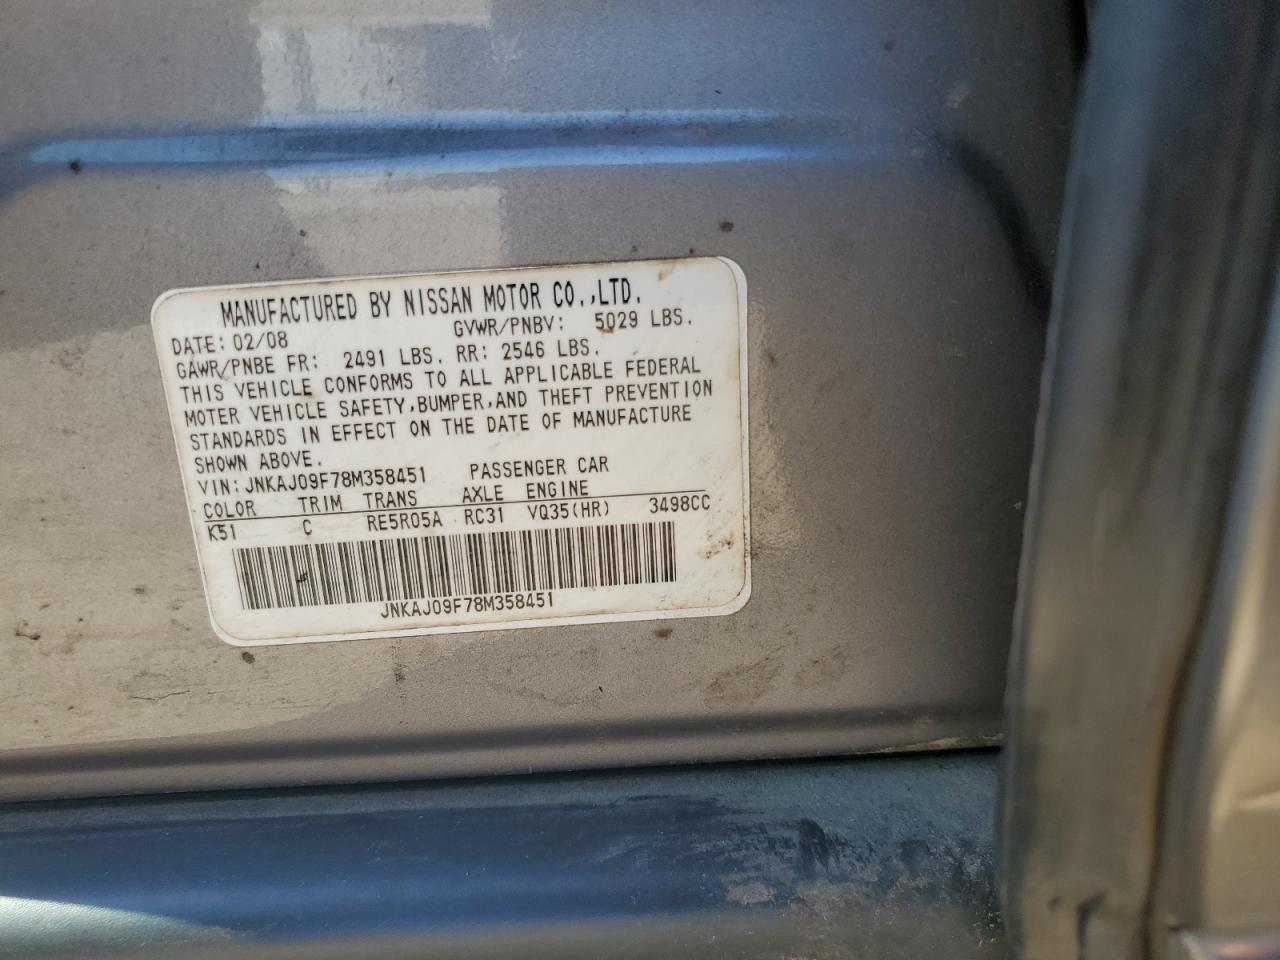 MANUFACTURED BY NISSAN MOTOR CO.,LTD.
DATE: 02/08 GVWR/PNBV: 5029 LBS.
GAWR/PNBE FR: 2491 LBS. RR: 2546 LBS.
THIS VEHICLE CONFORMS TO ALL APPLICABLE FEDERAL
MOTER VEHICLE SAFETY,BUMPER,AND THEFT PREVENTION
STANDARDS IN EFFECT ON THE DATE OF MANUFACTURE
SHOWN ABOVE.
VIN: JNKAJ09F78M358451 PASSENGER CAR
COLOR TRIM TRANS AXLE ENGINE
K51 C RE5R05A RC31 VQ35(HR) 3498CC
JNKAJ09F78M358451